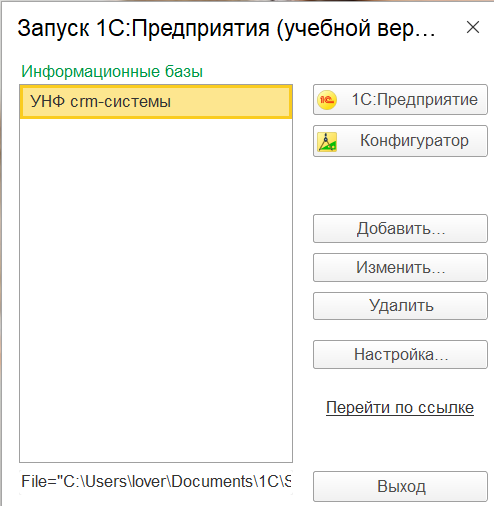 Запуск 1С:Предприятия (учебной вер...
Информационные базы
УНФ crm-системы
1С:Предприятие
Конфигуратор
Добавить...
Изменить...
Удалить
Настройка...
Перейти по ссылке
File="C:\Users\lover\Documents\1C\S
Выход